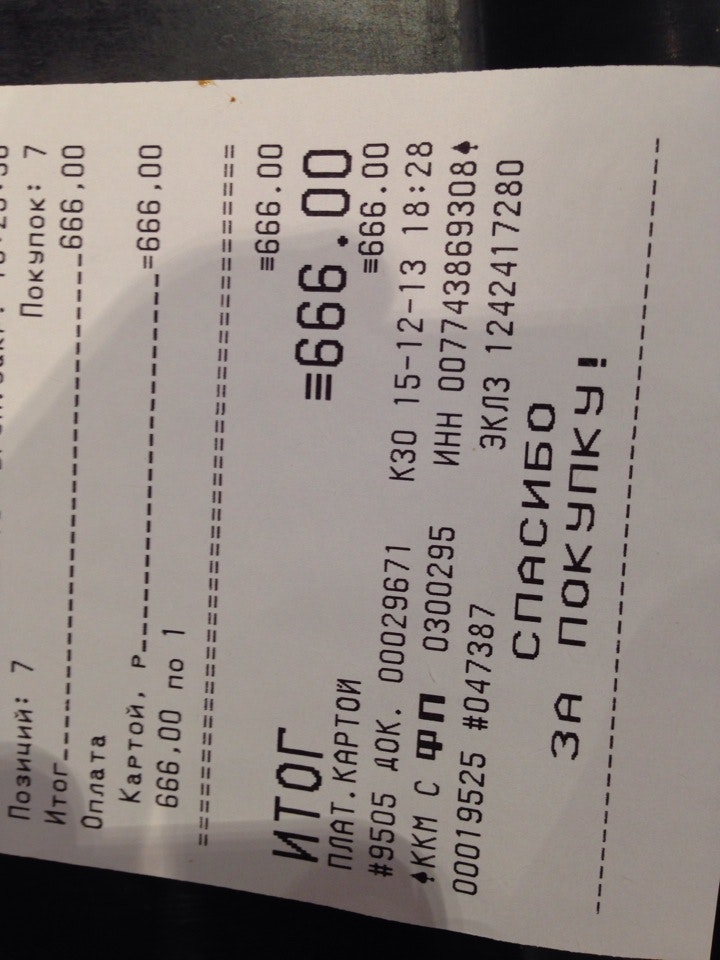 Позиций: 7 Покупок: 7
Итог 666,00
Оплата
Картой, Р =666,00
666,00 по 1
≡666.00
ИТОГ ≡666.00
ПЛАТ.КАРТОЙ ≡666.00
#9505 ДОК. 00029671 К30 15-12-13 18:28
ККМ С ФП 0300295 ИНН 007743869308
00019525 #047387 ЭКЛЗ 1242417280
СПАСИБО
ЗА ПОКУПКУ!